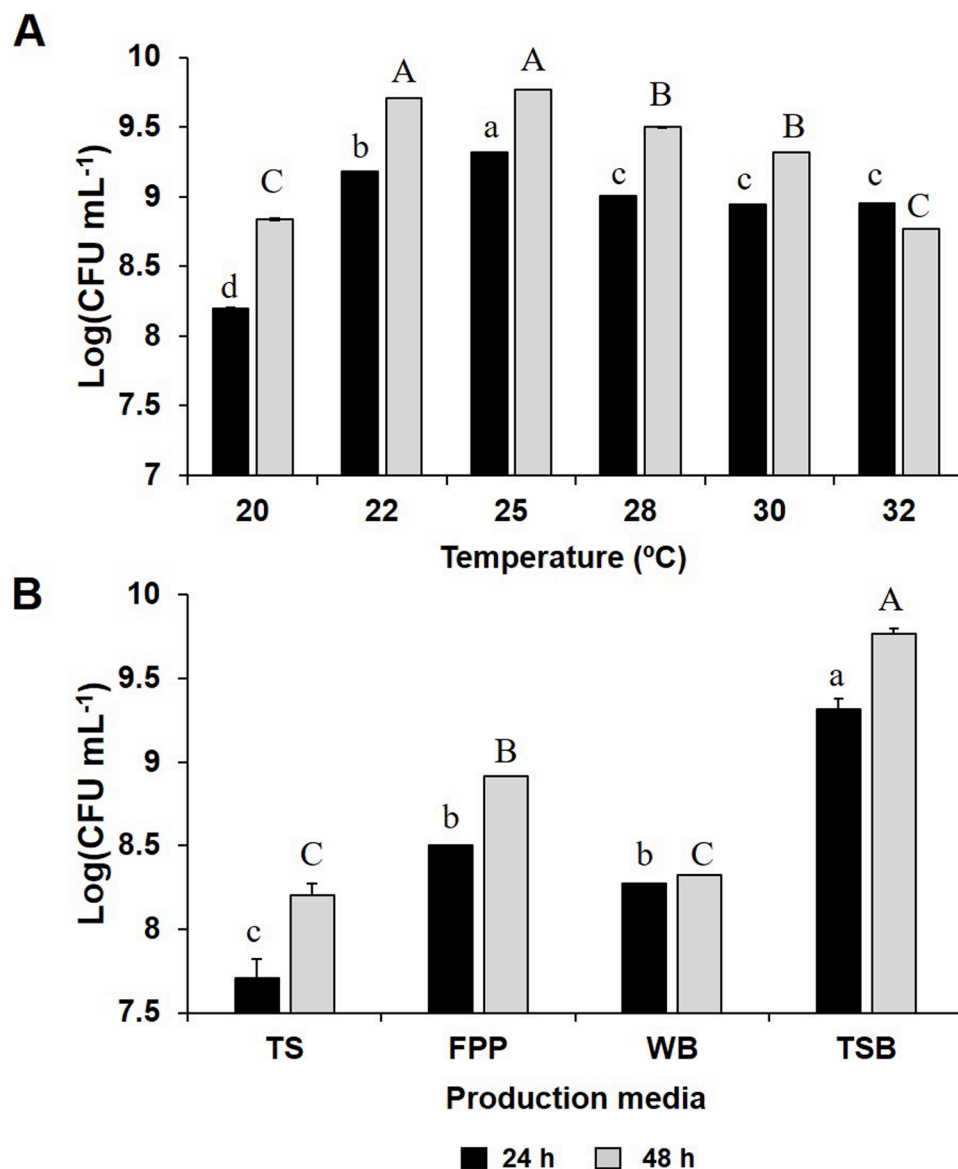 A
Log(CFU mL-1)
10
9.5
9
8.5
8
7.5
7
d
C
b
A
a
A
c
B
c
B
c
C
20 22 25 28 30 32
Temperature (ºC)
B
Log(CFU mL-1)
10
9.5
9
8.5
8
7.5
c
C
b
B
b
C
a
A
TS FPP WB TSB
Production media
24 h 48 h